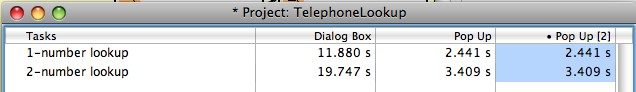 * Project: TelephoneLookup
Tasks Dialog Box Pop Up • Pop Up [2]
1-number lookup 11.880 s 2.441 s 2.441 s
2-number lookup 19.747 s 3.409 s 3.409 s